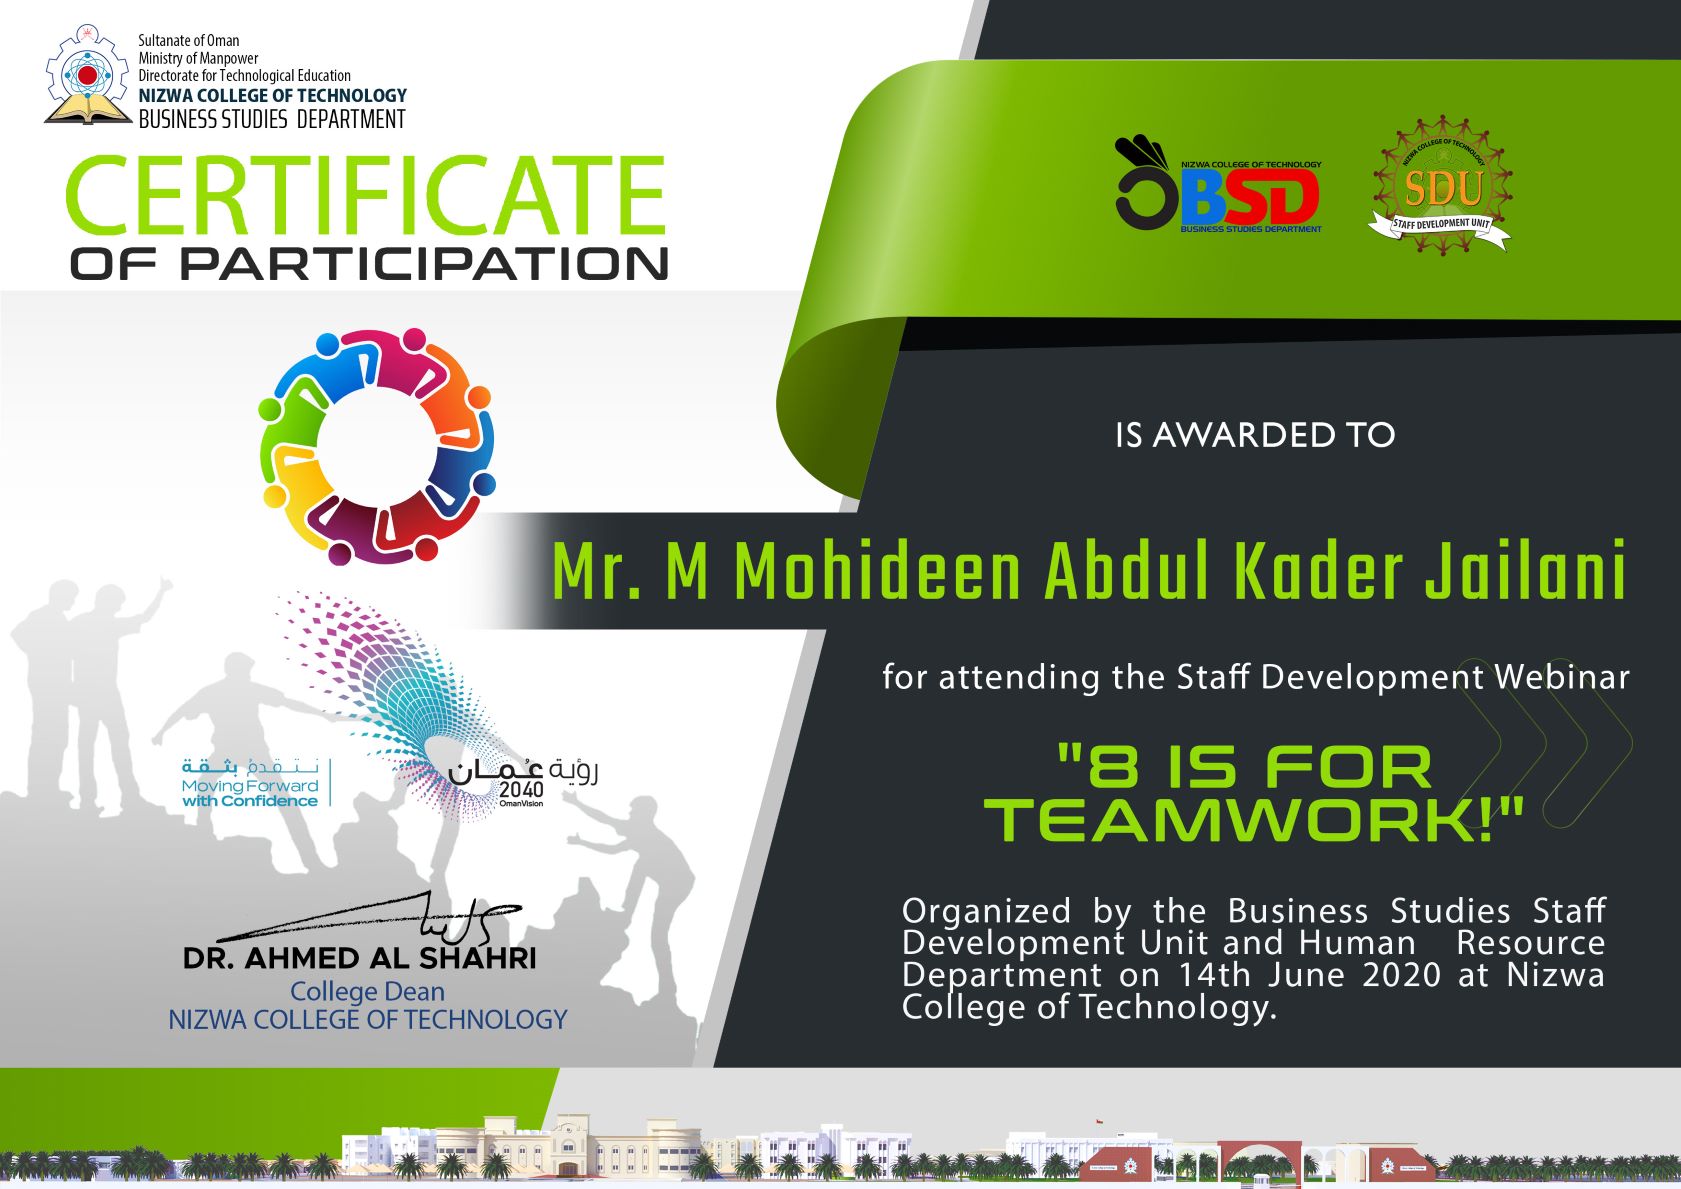 Sultanate of Oman
Ministry of Manpower
Directorate for Technological Education
NIZWA COLLEGE OF TECHNOLOGY
BUSINESS STUDIES DEPARTMENT
CERTIFICATE
OF PARTICIPATION
NIZWA COLLEGE OF TECHNOLOGY
BSD
BUSINESS STUDIES DEPARTMENT
NIZWA COLLEGE OF TECHNOLOGY
SDU
STAFF DEVELOPMENT UNIT
IS AWARDED TO
Mr. M Mohideen Abdul Kader Jailani
for attending the Staff Development Webinar
"8 IS FOR
TEAMWORK!"
Organized by the Business Studies Staff
Development Unit and Human Resource
Department on 14th June 2020 at Nizwa
College of Technology.
نتقدم بثقة
Moving Forward
with Confidence
رؤية عُمان
2040
OmanVision
DR. AHMED AL SHAHRI
College Dean
NIZWA COLLEGE OF TECHNOLOGY